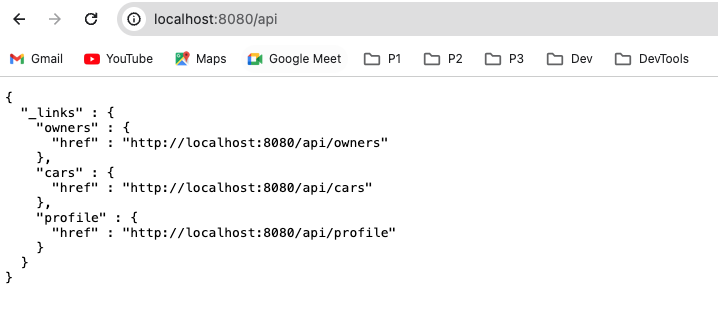 localhost:8080/api
Gmail YouTube Maps Google Meet P1 P2 P3 Dev DevTools
{
  "_links" : {
    "owners" : {
      "href" : "http://localhost:8080/api/owners"
    },
    "cars" : {
      "href" : "http://localhost:8080/api/cars"
    },
    "profile" : {
      "href" : "http://localhost:8080/api/profile"
    }
  }
}